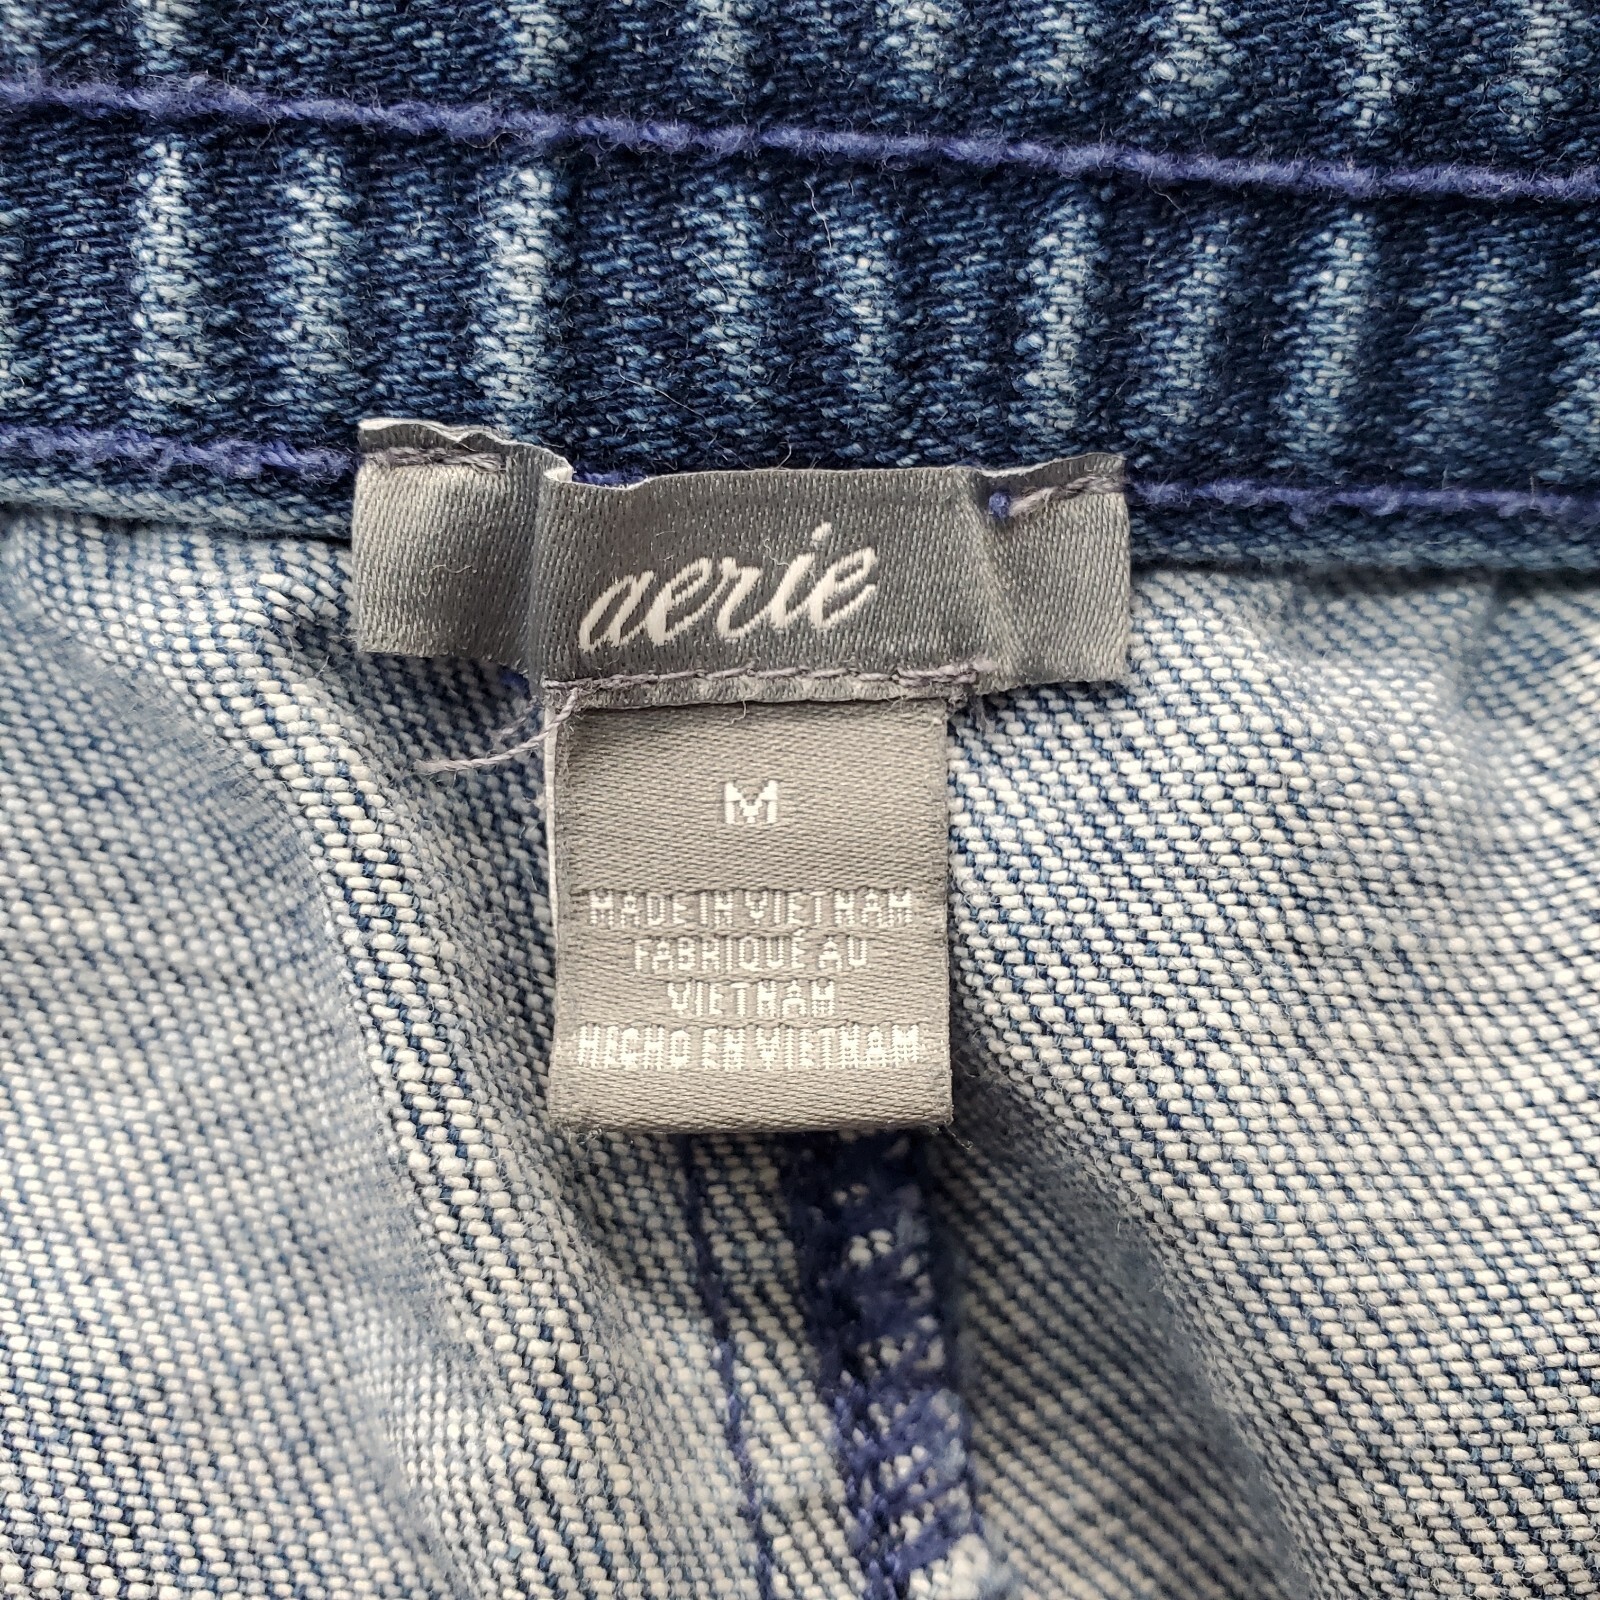 aerie
M
MADE IN VIETNAM
FABRIQUÉ AU
VIETNAM
HECHO EN VIETNAM